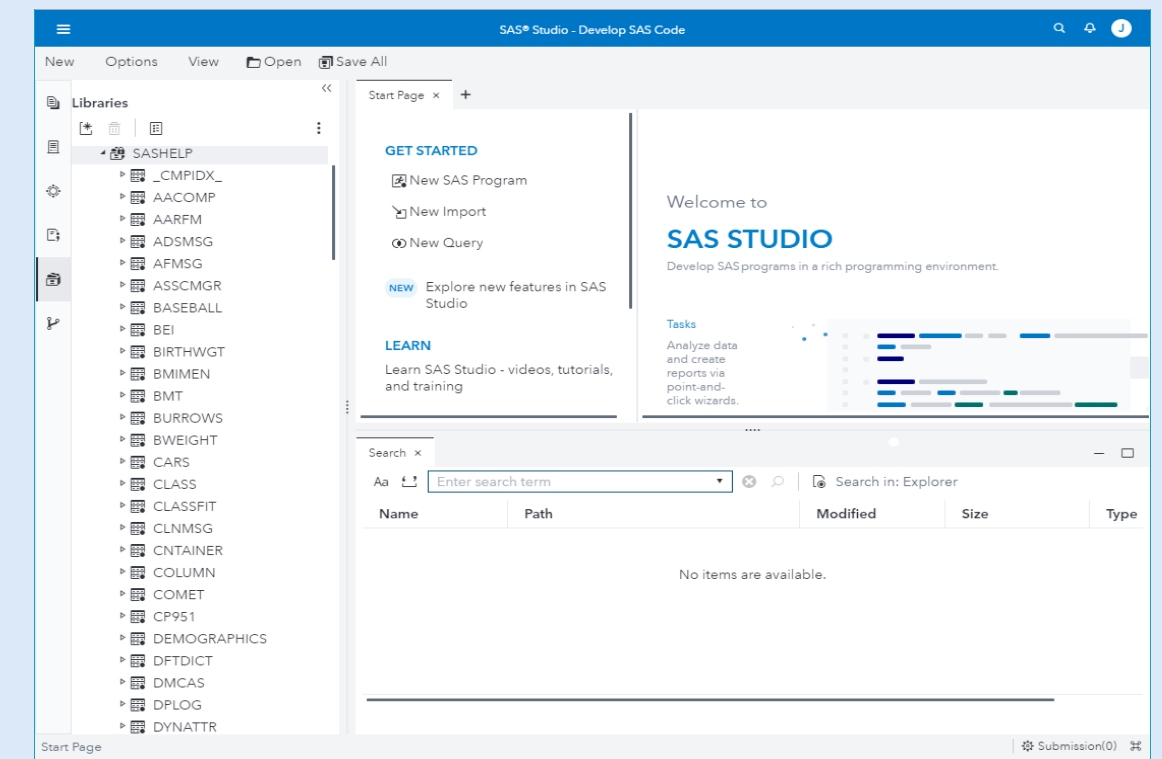 SAS® Studio - Develop SAS Code
J
New Options View Open Save All
Libraries
SASHELP
_CMPIDX_
AACOMP
AARFM
ADSMSG
AFMSG
ASSCMGR
BASEBALL
BEI
BIRTHWGT
BMIMEN
BMT
BURROWS
BWEIGHT
CARS
CLASS
CLASSFIT
CLNMSG
CNTAINER
COLUMN
COMET
CP951
DEMOGRAPHICS
DFTDICT
DMCAS
DPLOG
DYNATTR
Start Page × +
GET STARTED
New SAS Program
New Import
New Query
NEW Explore new features in SAS
Studio
LEARN
Learn SAS Studio - videos, tutorials,
and training
Welcome to
SAS STUDIO
Develop SAS programs in a rich programming environment.
Tasks
Analyze data
and create
reports via
point-and-
click wizards.
Search ×
Aa Enter search term Search in: Explorer
Name Path Modified Size Type
No items are available.
Start Page Submission(0)